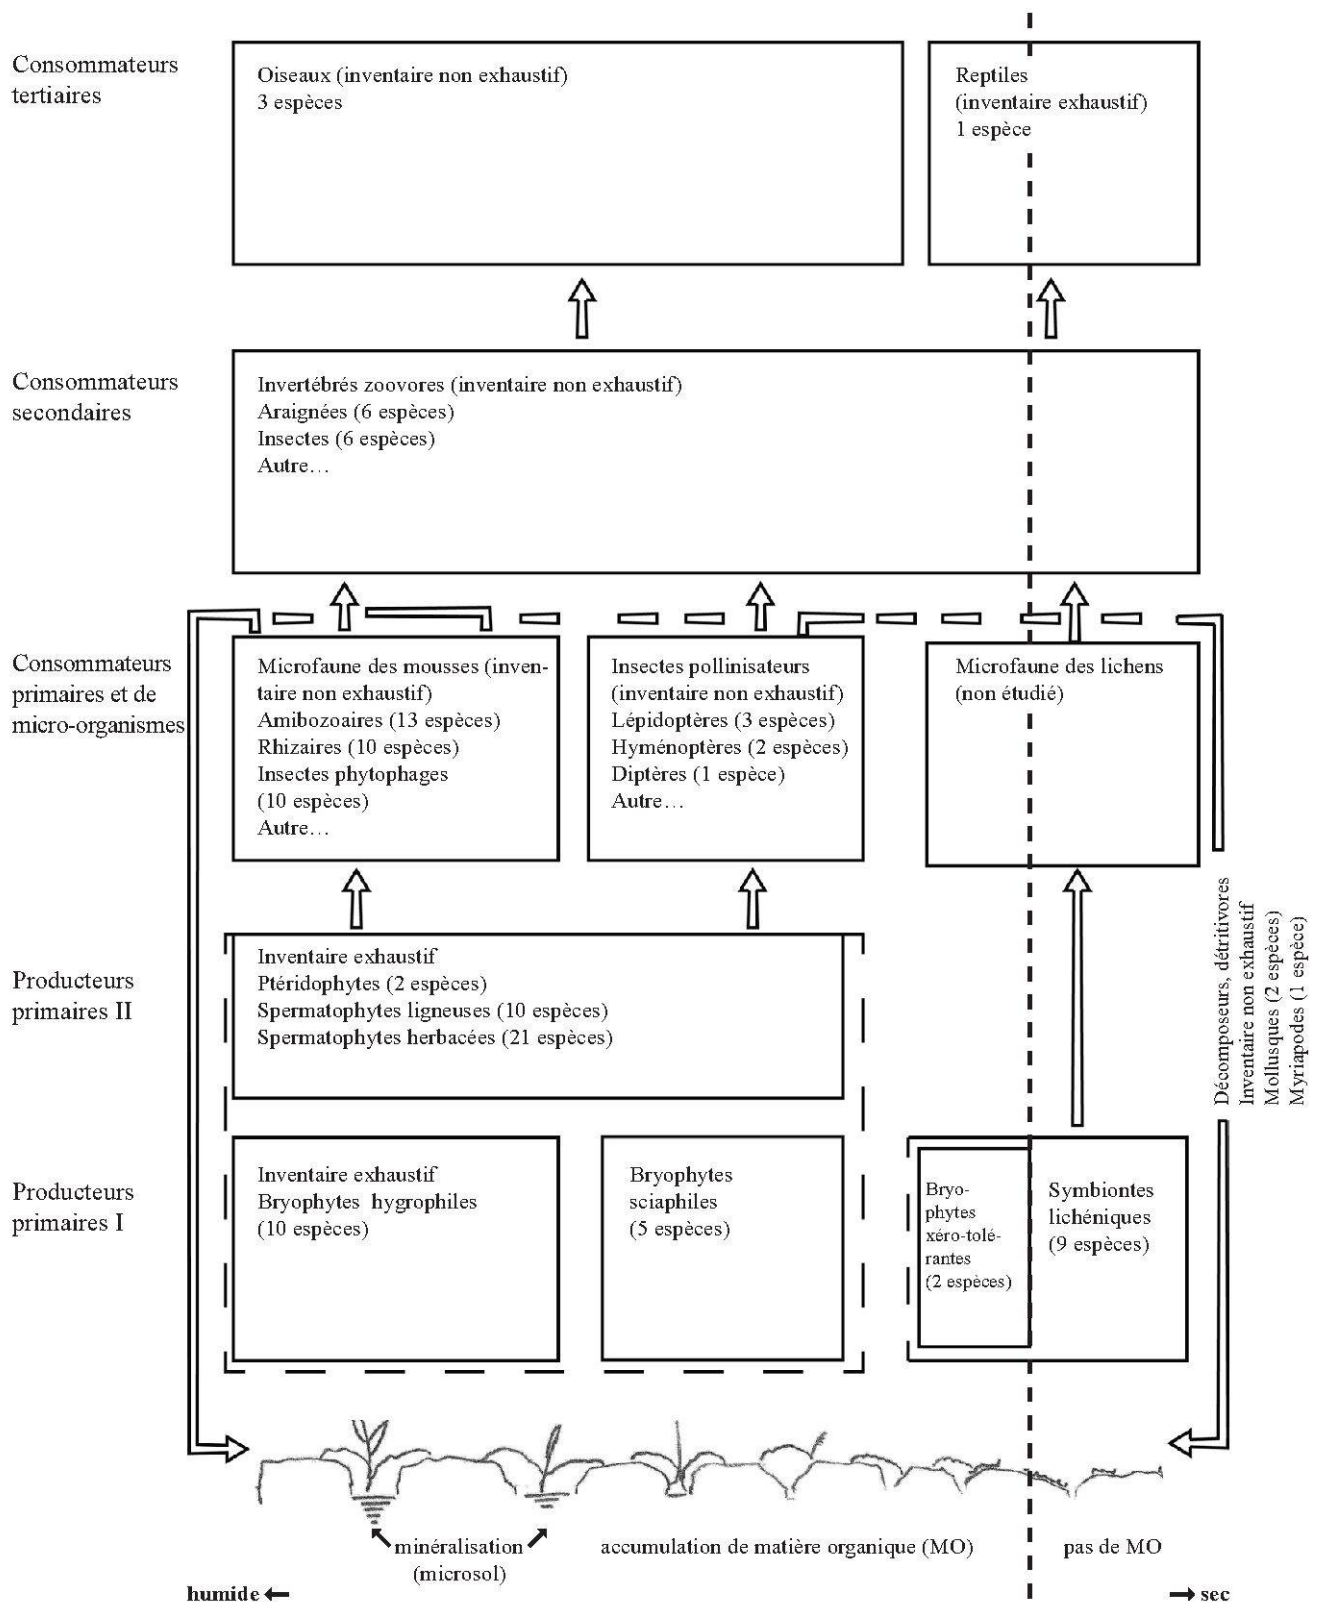 Consommateurs
tertiaires
Oiseaux (inventaire non exhaustif)
3 espèces
Reptiles
(inventaire exhaustif)
1 espèce
Consommateurs
secondaires
Invertébrés zoovores (inventaire non exhaustif)
Araignées (6 espèces)
Insectes (6 espèces)
Autre…
Consommateurs
primaires et de
micro-organismes
Microfaune des mousses (inven-
taire non exhaustif)
Amibozoaires (13 espèces)
Rhizaires (10 espèces)
Insectes phytophages
(10 espèces)
Autre…
Insectes pollinisateurs
(inventaire non exhaustif)
Lépidoptères (3 espèces)
Hyménoptères (2 espèces)
Diptères (1 espèce)
Autre…
Microfaune des lichens
(non étudié)
Décomposeurs, détritivores
Inventaire non exhaustif
Mollusques (2 espèces)
Myriapodes (1 espèce)
Producteurs
primaires II
Inventaire exhaustif
Ptéridophytes (2 espèces)
Spermatophytes ligneuses (10 espèces)
Spermatophytes herbacées (21 espèces)
Producteurs
primaires I
Inventaire exhaustif
Bryophytes hygrophiles
(10 espèces)
Bryophytes
sciaphiles
(5 espèces)
Bryo-
phytes
xéro-tolé-
rantes
(2 espèces)
Symbiontes
lichéniques
(9 espèces)
minéralisation
(microsol)
accumulation de matière organique (MO)
pas de MO
humide
sec